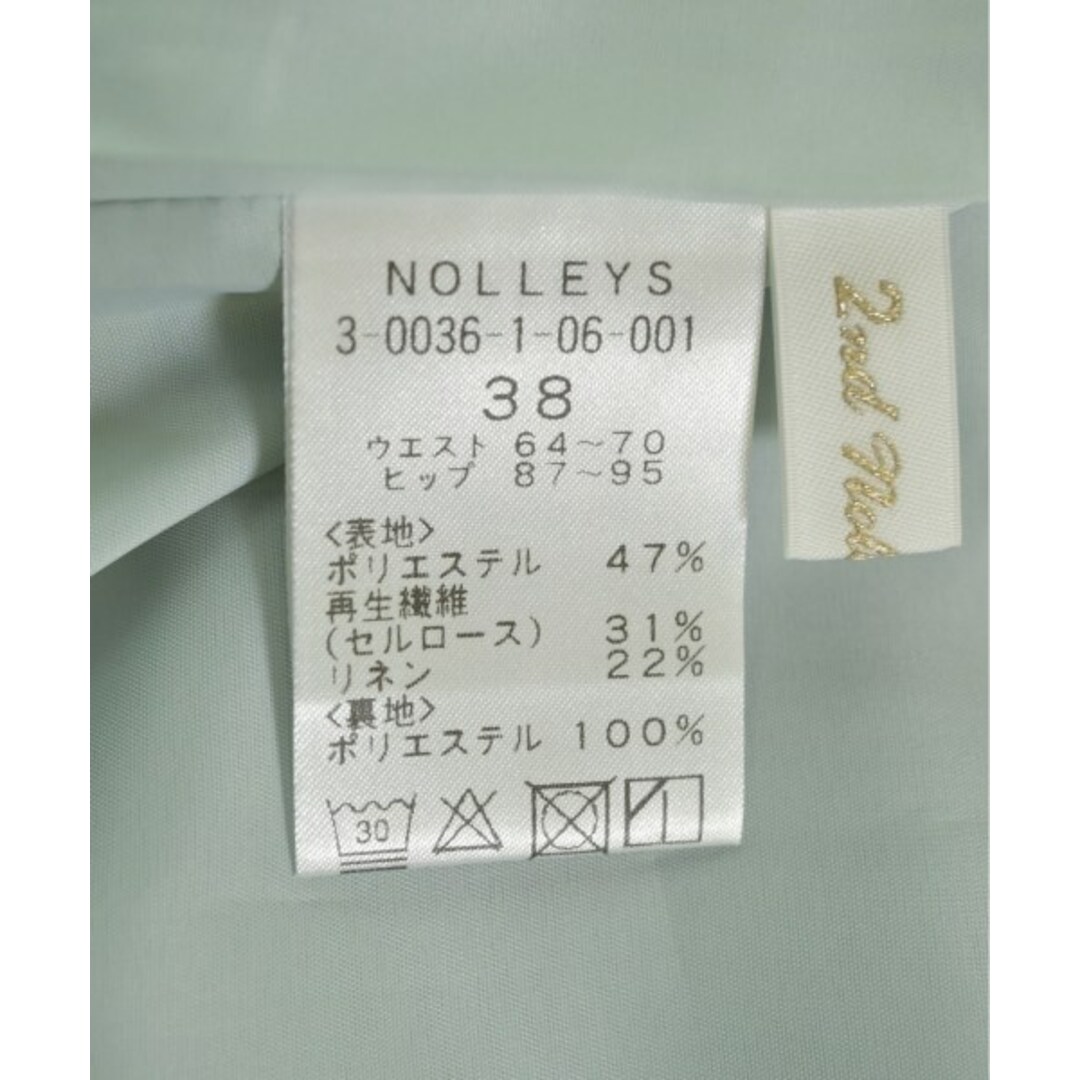 NOLLEYS
3-0036-1-06-001
38
ウエスト 64~70
ヒップ 87~95
<表地>
ポリエステル 47%
再生繊維
(セルロース) 31%
リネン 22%
<裏地>
ポリエステル 100%
30
2nd